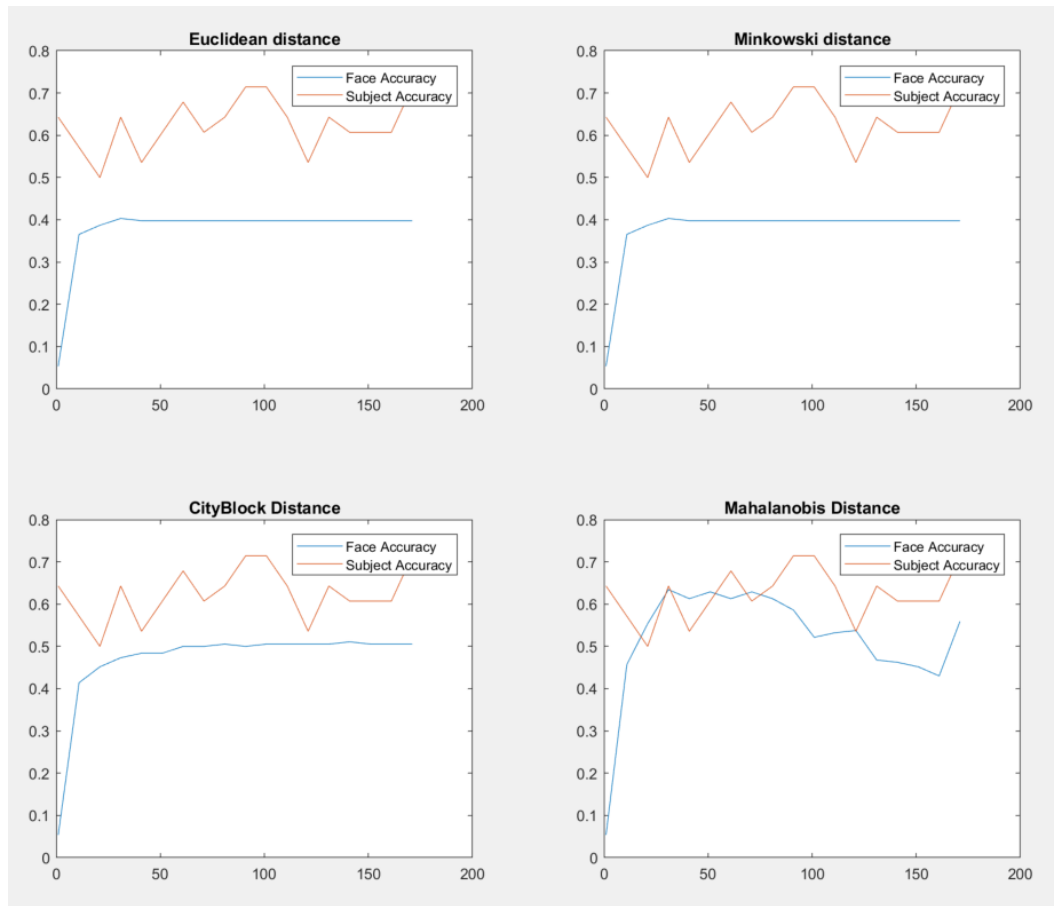 Euclidean distance
0.8
0.7
0.6
0.5
0.4
0.3
0.2
0.1
0
0 50 100 150 200
Face Accuracy
Subject Accuracy
Minkowski distance
0.8
0.7
0.6
0.5
0.4
0.3
0.2
0.1
0
0 50 100 150 200
Face Accuracy
Subject Accuracy
CityBlock Distance
0.8
0.7
0.6
0.5
0.4
0.3
0.2
0.1
0
0 50 100 150 200
Face Accuracy
Subject Accuracy
Mahalanobis Distance
0.8
0.7
0.6
0.5
0.4
0.3
0.2
0.1
0
0 50 100 150 200
Face Accuracy
Subject Accuracy